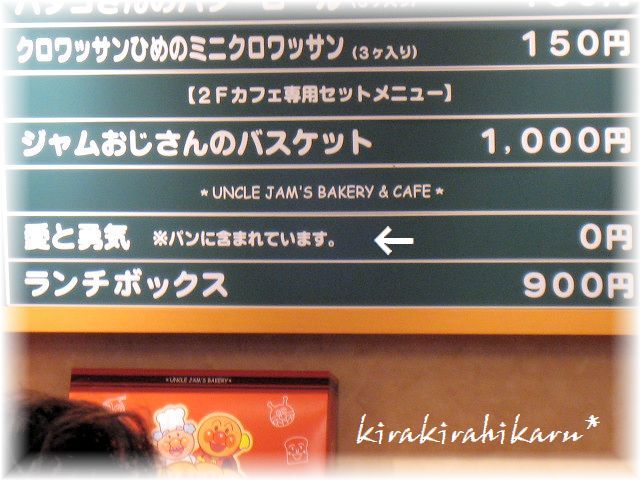 クロワッサンひめのミニクロワッサン (3ヶ入り) 150円
【2Fカフェ専用セットメニュー】
ジャムおじさんのバスケット 1,000円
* UNCLE JAM'S BAKERY & CAFE *
愛と勇気 ※パンに含まれています。 ← 0円
ランチボックス 900円
* UNCLE JAM'S BAKERY *
kirakirahikaru*